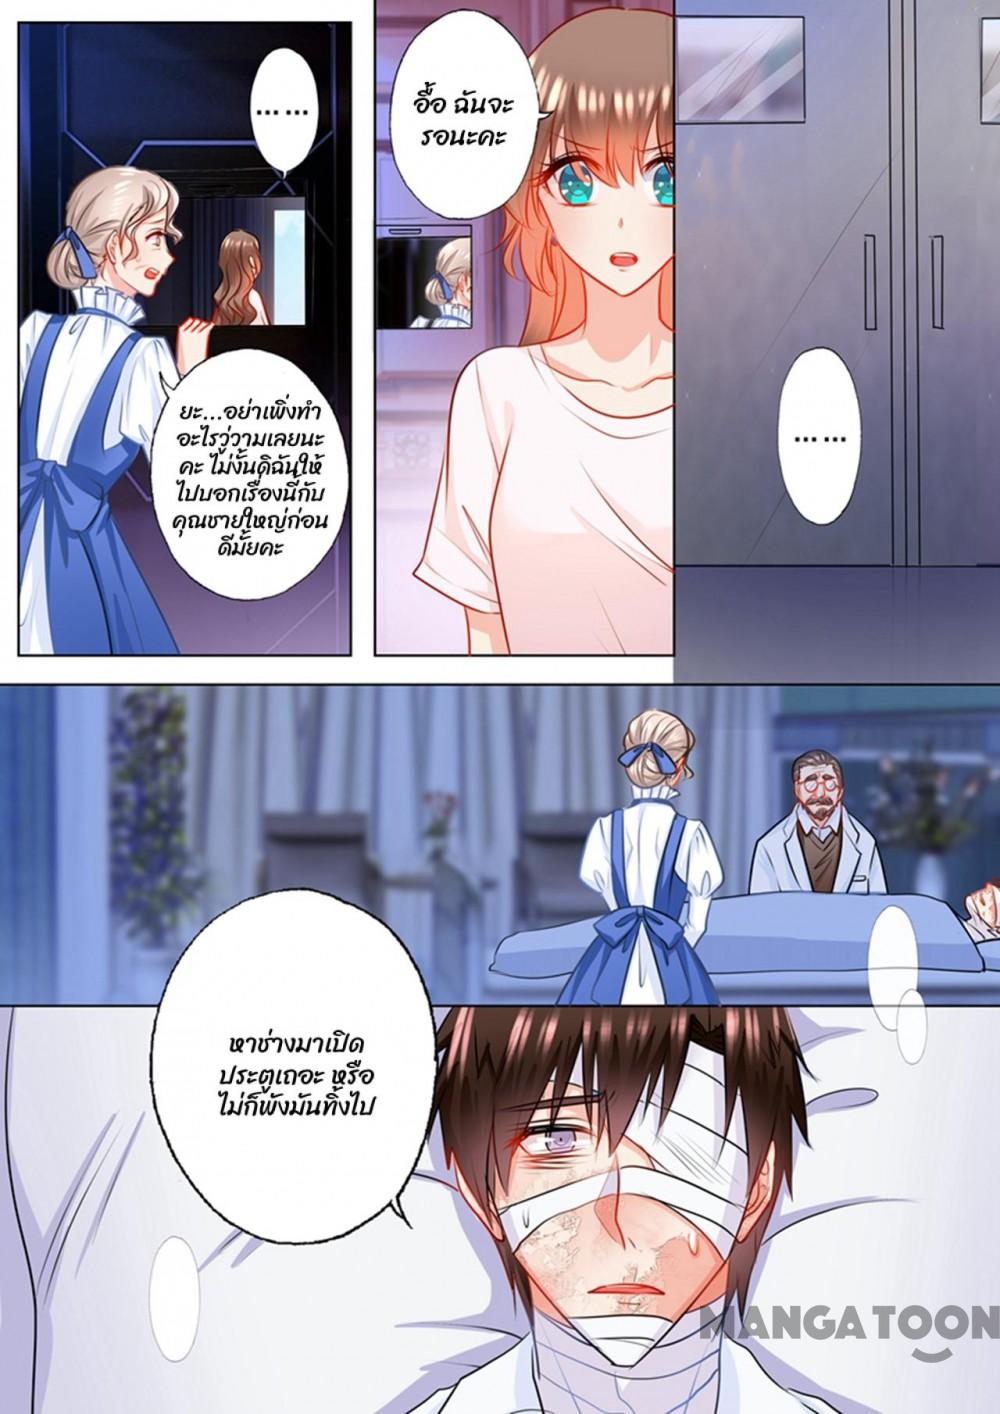 ... ...
ยะ...อย่าเพิ่งทำ
อะไรวู่วามเลยนะ
คะ ไม่งั้นดิฉันให้
ไปบอกเรื่องนี้กับ
คุณชายใหญ่ก่อน
ดีมั้ยคะ
อื้อ ฉันจะ
รอนะคะ
... ...
หาช่างมาเปิด
ประตูเถอะ หรือ
ไม่ก็พังมันทิ้งไป
MANGATOON